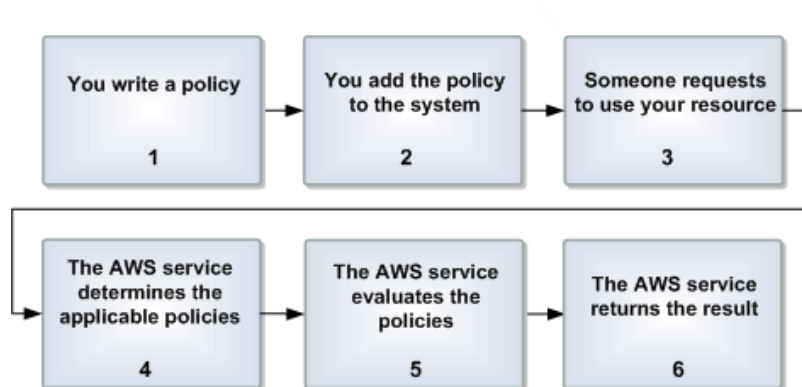 You write a policy
1
You add the policy
to the system
2
Someone requests
to use your resource
3
The AWS service
determines the
applicable policies
4
The AWS service
evaluates the
policies
5
The AWS service
returns the result
6